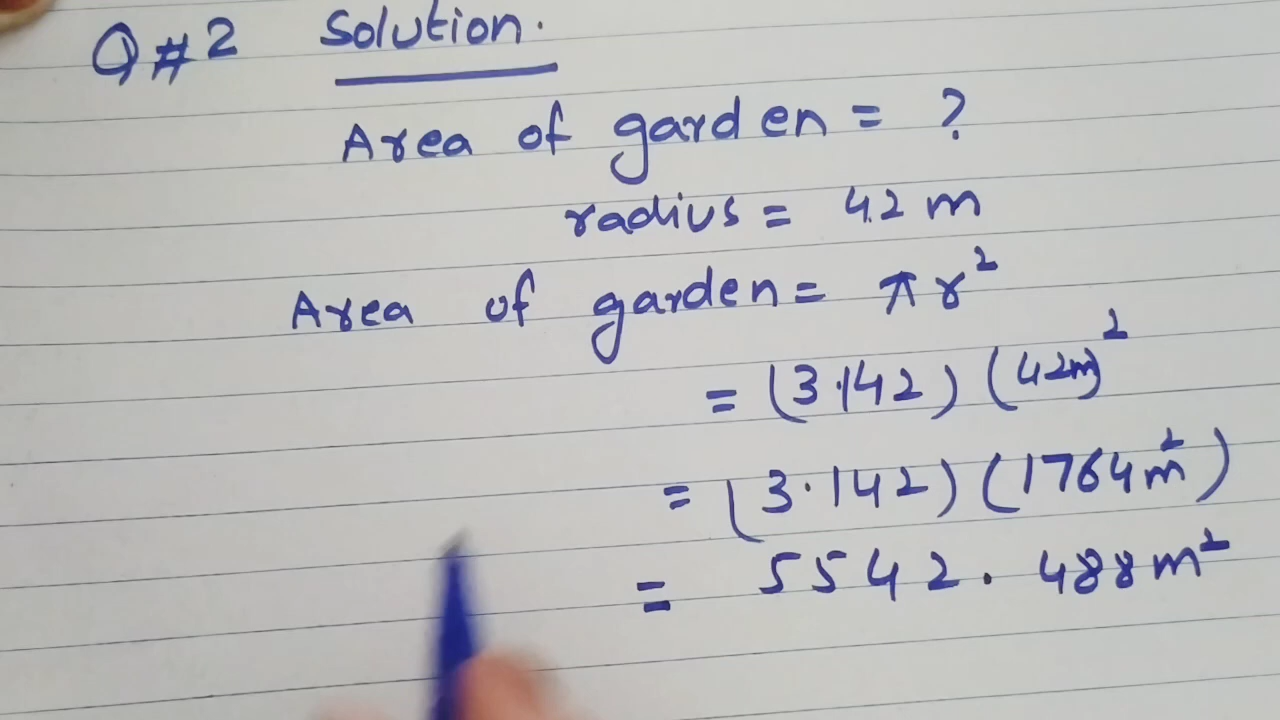 Q#2 Solution.
Area of garden = ?
radius = 42 m
Area of garden = πr²
= (3.142) (42m)²
= (3.142) (1764m²)
= 5542.488m²